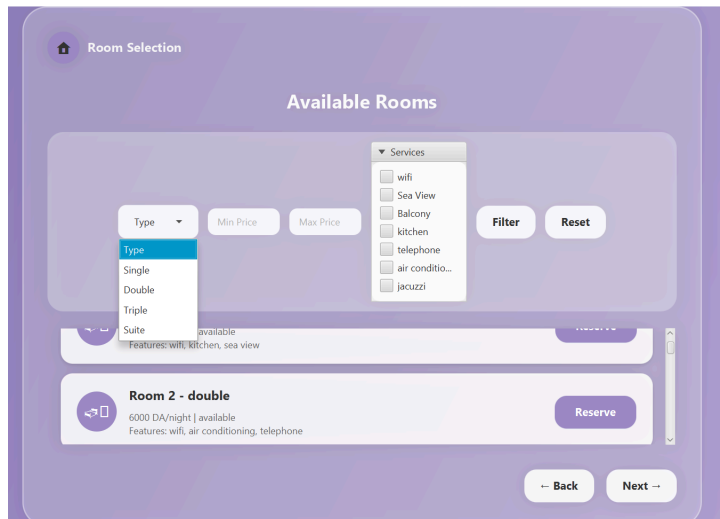 Room Selection
Available Rooms
Services
wifi
Sea View
Balcony
kitchen
telephone
air conditio...
jacuzzi
Type
Min Price
Max Price
Filter
Reset
Type
Single
Double
Triple
Suite
available
Reserve
Features: wifi, kitchen, sea view
Room 2 - double
6000 DA/night | available
Features: wifi, air conditioning, telephone
Reserve
← Back
Next →